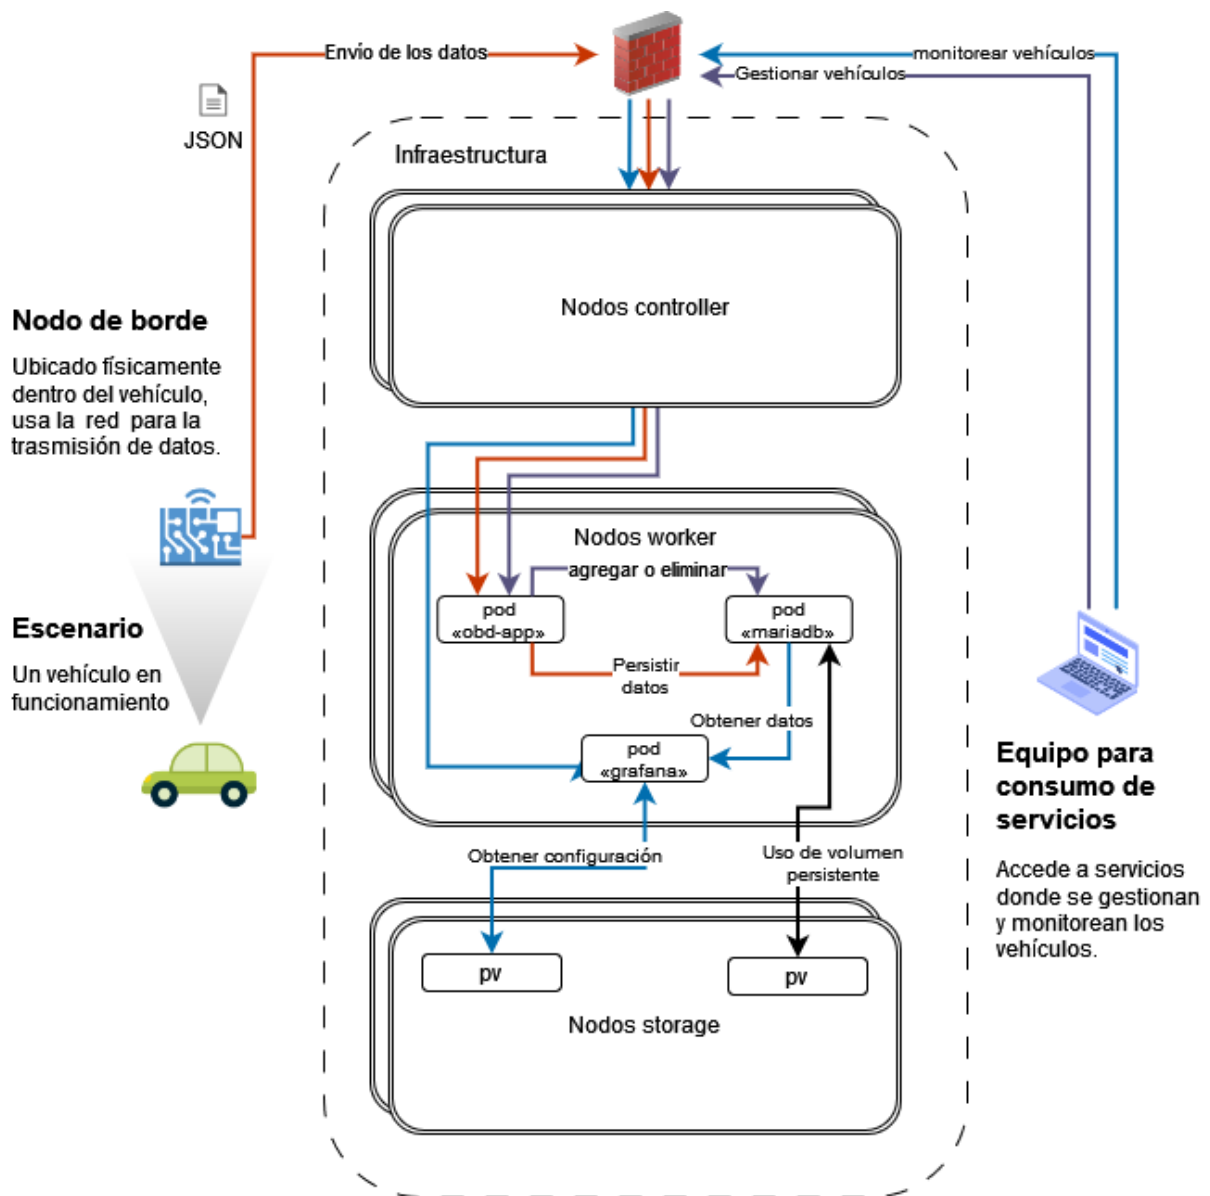 Envío de los datos
monitorear vehículos
Gestionar vehículos
JSON
Infraestructura
Nodos controller
Nodo de borde
Ubicado físicamente
dentro del vehículo,
usa la red para la
trasmisión de datos.
Nodos worker
agregar o eliminar
pod
«obd-app»
pod
«mariadb»
Persistir
datos
Obtener datos
pod
«grafana»
Escenario
Un vehículo en
funcionamiento
Equipo para
consumo de
servicios
Accede a servicios
donde se gestionan
y monitorean los
vehículos.
Obtener configuración
Uso de volumen
persistente
pv
pv
Nodos storage